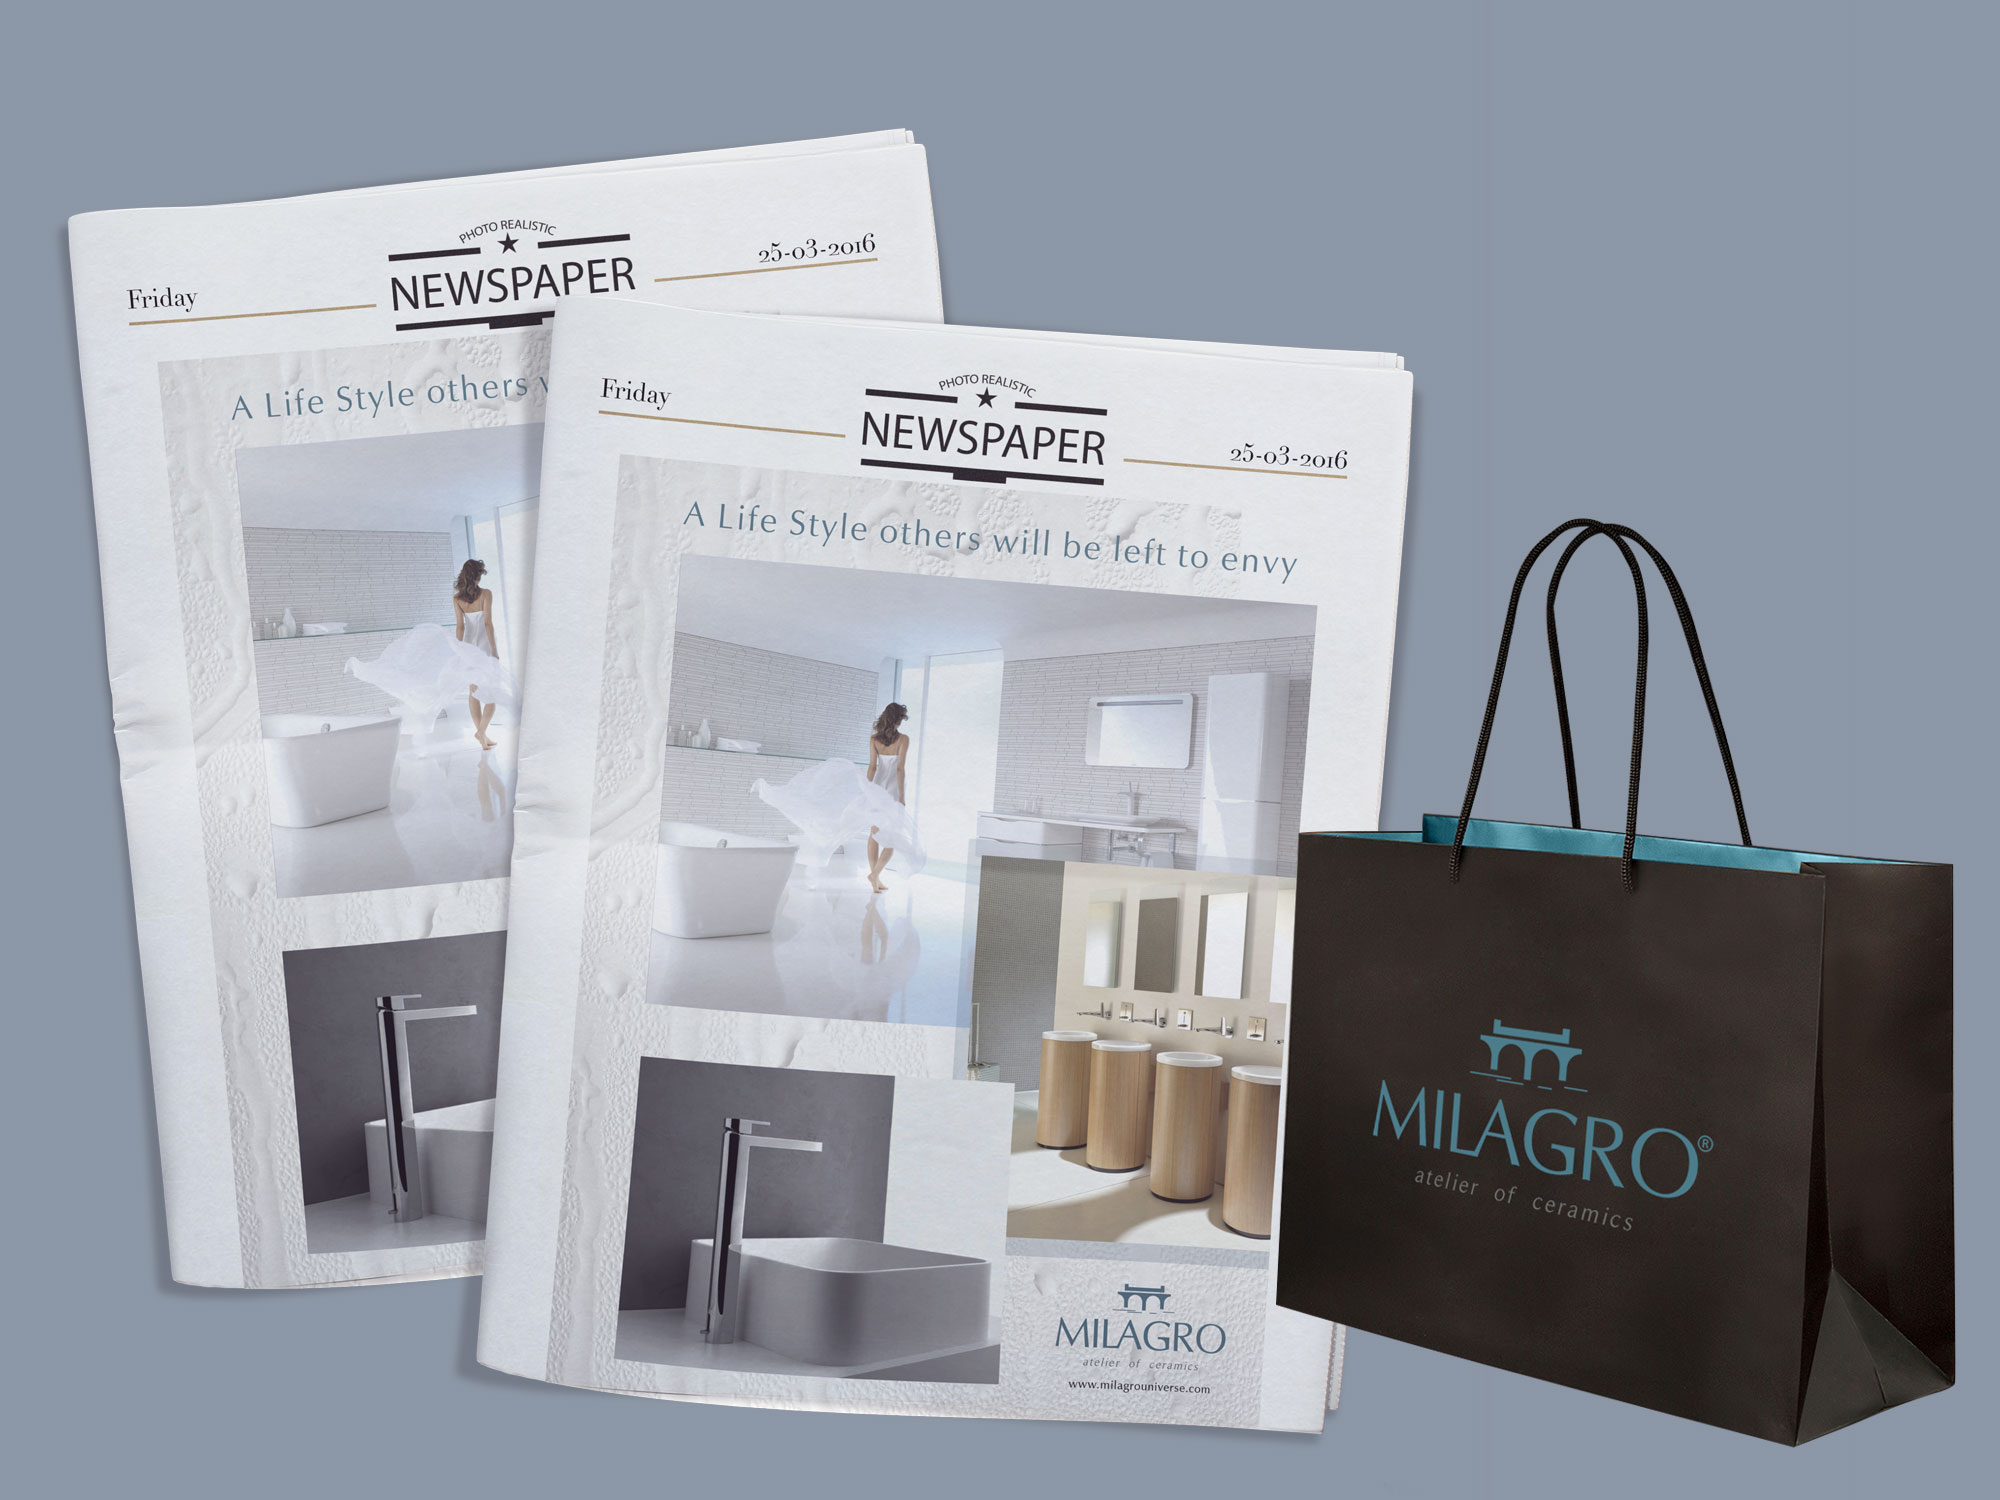 PHOTO REALISTIC
NEWSPAPER
Friday
25-03-2016
A Life Style others
PHOTO REALISTIC
NEWSPAPER
Friday
25-03-2016
A Life Style others will be left to envy
MILAGRO
atelier of ceramics
www.milagrouniverse.com
MILAGRO®
atelier of ceramics